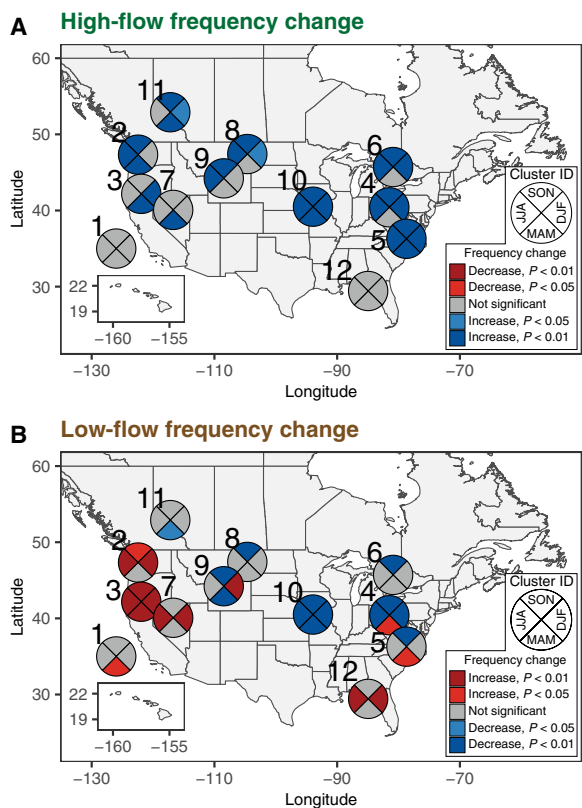 A High-flow frequency change
60
50
40
30
Latitude
11
2
8
9
3
7
10
6
4
5
1
12
22
19
−160 −155
Cluster ID
SON
JJA
DJF
MAM
Frequency change
Decrease, P < 0.01
Decrease, P < 0.05
Not significant
Increase, P < 0.05
Increase, P < 0.01
−130 −110 −90 −70
Longitude
B Low-flow frequency change
60
50
40
30
Latitude
11
2
8
9
3
7
10
6
4
5
1
12
22
19
−160 −155
Cluster ID
SON
JJA
DJF
MAM
Frequency change
Increase, P < 0.01
Increase, P < 0.05
Not significant
Decrease, P < 0.05
Decrease, P < 0.01
−130 −110 −90 −70
Longitude